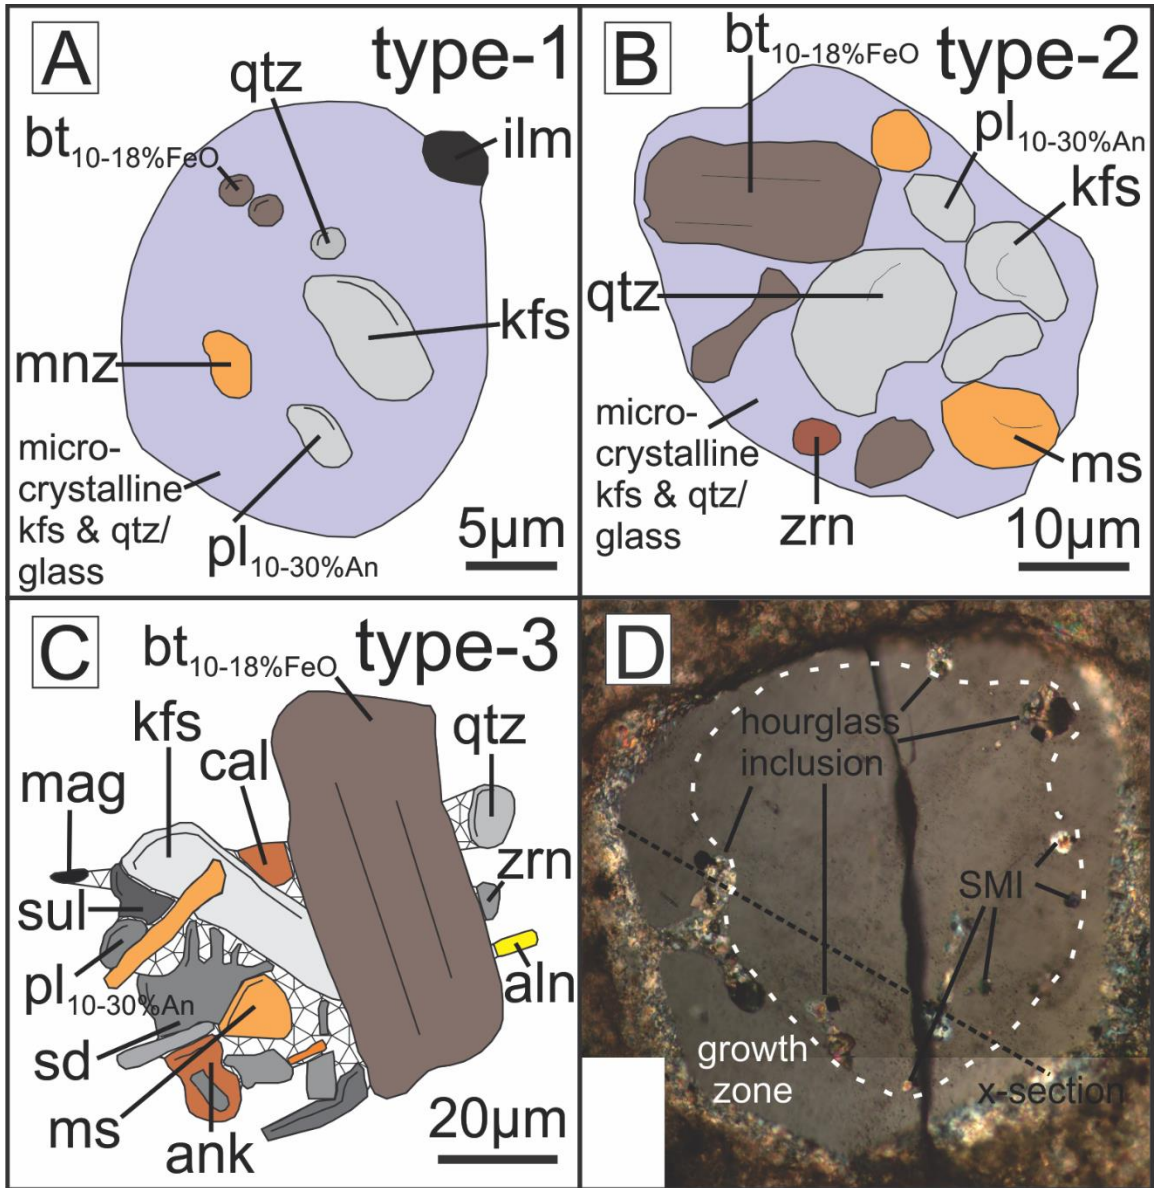 A
type-1
qtz
bt10-18%FeO
ilm
kfs
mnz
micro-
crystalline
kfs & qtz/
glass
pl10-30%An
5µm
B
type-2
bt10-18%FeO
pl10-30%An
kfs
qtz
micro-
crystalline
kfs & qtz/
glass
zrn
ms
10µm
C
type-3
bt10-18%FeO
kfs
cal
qtz
mag
sul
zrn
pl10-30%An
aln
sd
ms
ank
20µm
D
hourglass
inclusion
SMI
growth
zone
x-section